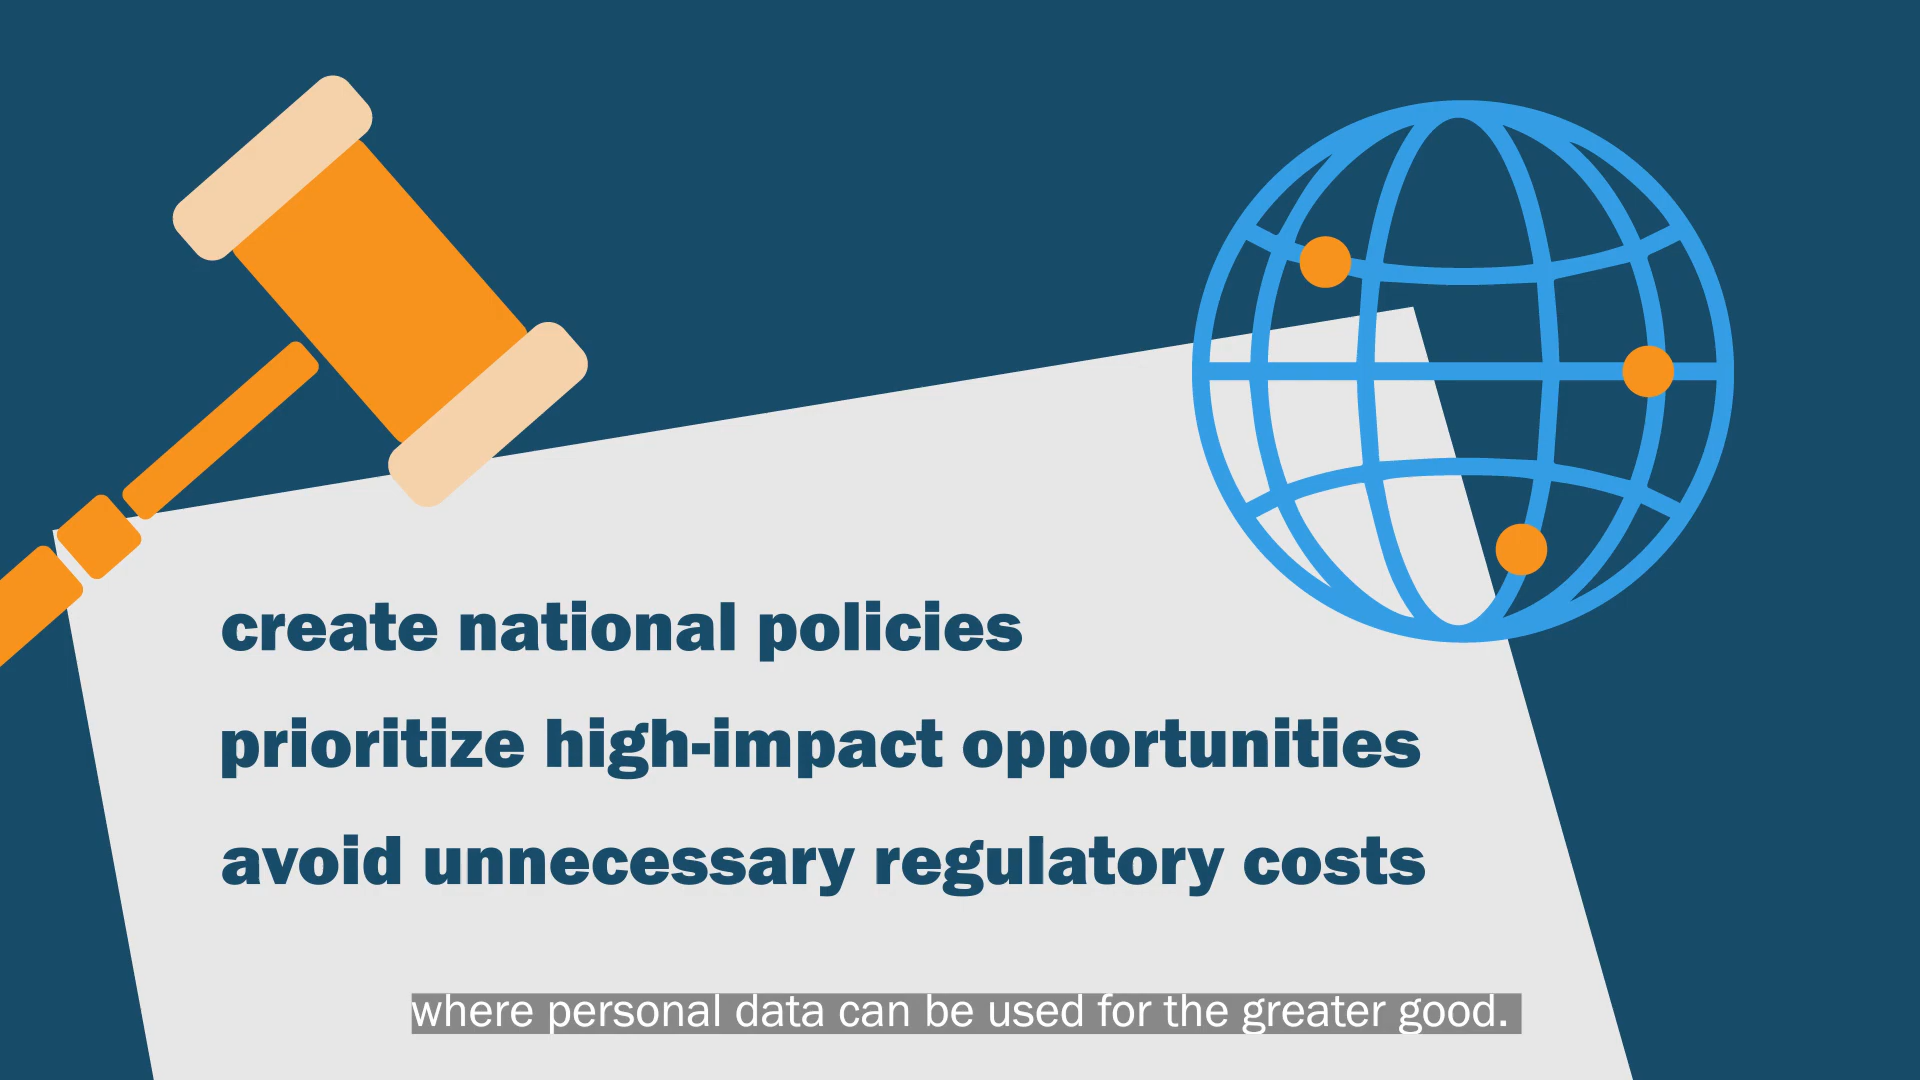 create national policies
prioritize high-impact opportunities
avoid unnecessary regulatory costs
where personal data can be used for the greater good.